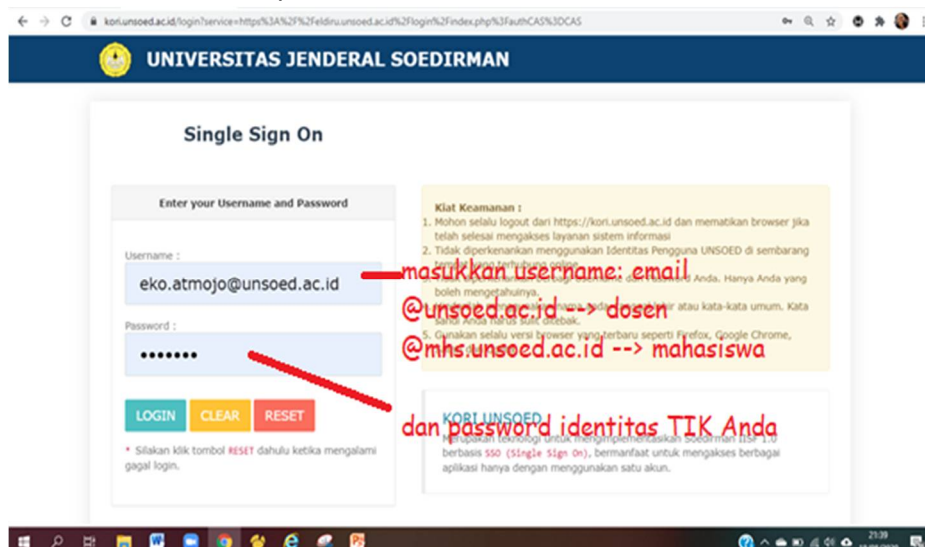 kori.unsoed.ac.id/login?service=https%3A%2F%2Feldiru.unsoed.ac.id%2Flogin%2Findex.php%3FauthCAS%3DCAS
UNIVERSITAS JENDERAL SOEDIRMAN
Single Sign On
Enter your Username and Password
Username :
eko.atmojo@unsoed.ac.id
Password :
LOGIN CLEAR RESET
* Silakan klik tombol RESET dahulu ketika mengalami
gagal login.
Kiat Keamanan :
1. Mohon selalu logout dari https://kori.unsoed.ac.id dan mematikan browser jika
telah selesai mengakses layanan sistem informasi
2. Tidak diperkenankan menggunakan Identitas Pengguna UNSOED di sembarang
Anda. Hanya Anda yang
boleh mengetahuinya.
atau kata-kata umum. Kata
sandi Anda harus sulit ditebak.
5. Gunakan selalu versi browser yang terbaru seperti Firefox, Google Chrome,
masukkan username: email
@unsoed.ac.id --> dosen
@mhs.unsoed.ac.id --> mahasiswa
KORI UNSOED
dan password identitas TIK Anda
Merupakan teknologi untuk mengimplementasikan Soedirman IISF 1.0
berbasis SSO (Single Sign On), bermanfaat untuk mengakses berbagai
aplikasi hanya dengan menggunakan satu akun.
21:39